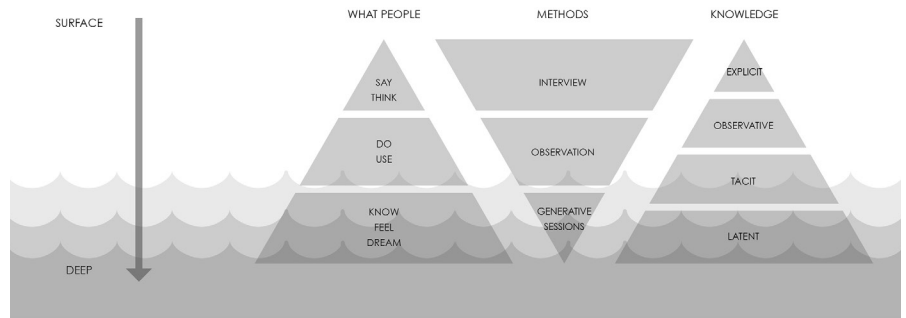 SURFACE
WHAT PEOPLE
METHODS
KNOWLEDGE
SAY
THINK
INTERVIEW
EXPLICIT
DO
USE
OBSERVATION
OBSERVATIVE
TACIT
KNOW
FEEL
DREAM
GENERATIVE
SESSIONS
LATENT
DEEP